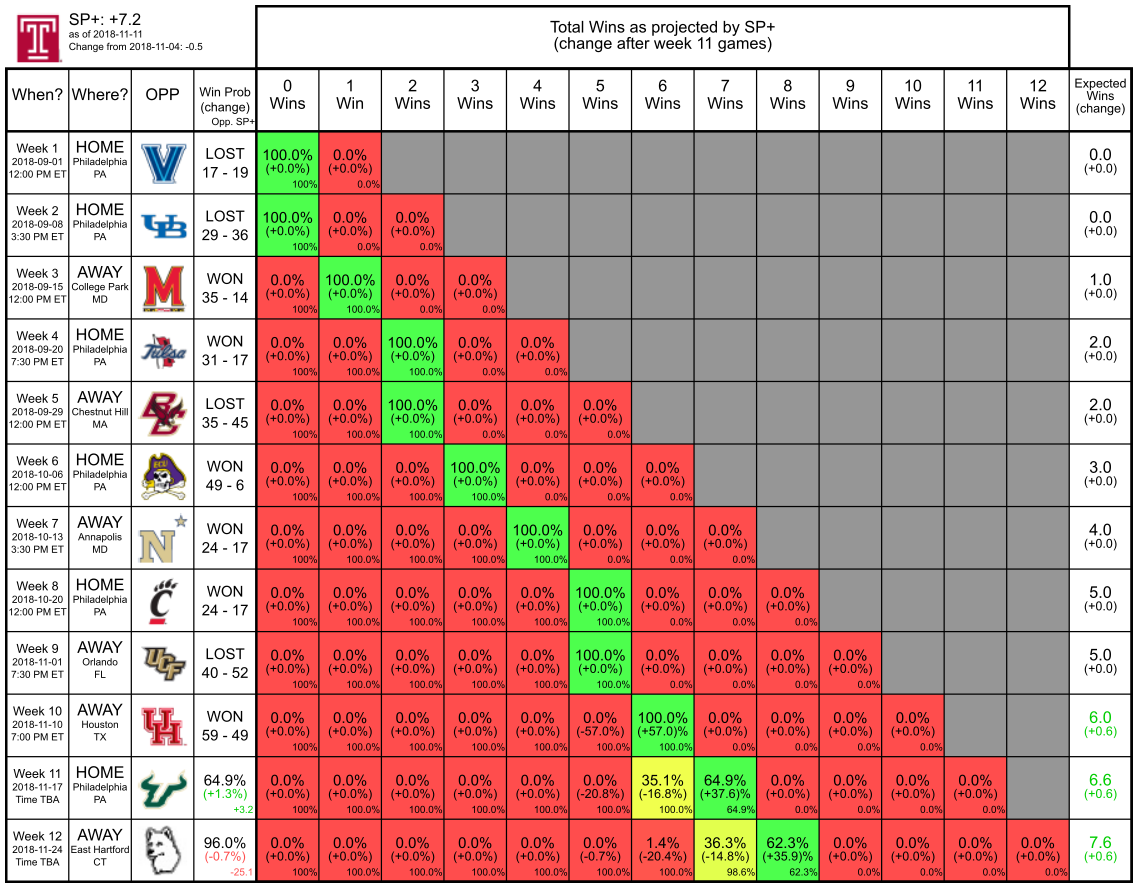 SP+: +7.2
as of 2018-11-11
Change from 2018-11-04: -0.5
Total Wins as projected by SP+
(change after week 11 games)
When? Where? OPP Win Prob (change) Opp. SP+ 0 Wins 1 Win 2 Wins 3 Wins 4 Wins 5 Wins 6 Wins 7 Wins 8 Wins 9 Wins 10 Wins 11 Wins 12 Wins Expected Wins (change)
Week 1 HOME LOST 100.0% 0.0% 0.0
2018-09-01 Philadelphia V (+0.0%) (+0.0%) (+0.0)
12:00 PM ET PA 17 - 19 100% 0.0%
Week 2 HOME LOST 100.0% 0.0% 0.0% 0.0
2018-09-08 Philadelphia UB (+0.0%) (+0.0%) (+0.0%) (+0.0)
3:30 PM ET PA 29 - 36 100% 0.0% 0.0%
Week 3 AWAY WON 0.0% 100.0% 0.0% 0.0% 1.0
2018-09-15 College Park M (+0.0%) (+0.0%) (+0.0%) (+0.0%) (+0.0)
12:00 PM ET MD 35 - 14 100% 100.0% 0.0% 0.0%
Week 4 HOME WON 0.0% 0.0% 100.0% 0.0% 0.0% 2.0
2018-09-20 Philadelphia Tulsa (+0.0%) (+0.0%) (+0.0%) (+0.0%) (+0.0%) (+0.0)
7:30 PM ET PA 31 - 17 100% 100.0% 100.0% 0.0% 0.0%
Week 5 AWAY LOST 0.0% 0.0% 100.0% 0.0% 0.0% 0.0% 2.0
2018-09-29 Chestnut Hill BC (+0.0%) (+0.0%) (+0.0%) (+0.0%) (+0.0%) (+0.0%) (+0.0)
12:00 PM ET MA 35 - 45 100% 100.0% 100.0% 0.0% 0.0% 0.0%
Week 6 HOME WON 0.0% 0.0% 0.0% 100.0% 0.0% 0.0% 0.0% 3.0
2018-10-06 Philadelphia ECU (+0.0%) (+0.0%) (+0.0%) (+0.0%) (+0.0%) (+0.0%) (+0.0%) (+0.0)
12:00 PM ET PA 49 - 6 100% 100.0% 100.0% 100.0% 0.0% 0.0% 0.0%
Week 7 AWAY WON 0.0% 0.0% 0.0% 0.0% 100.0% 0.0% 0.0% 0.0% 4.0
2018-10-13 Annapolis N (+0.0%) (+0.0%) (+0.0%) (+0.0%) (+0.0%) (+0.0%) (+0.0%) (+0.0%) (+0.0)
3:30 PM ET MD 24 - 17 100% 100.0% 100.0% 100.0% 100.0% 0.0% 0.0% 0.0%
Week 8 HOME WON 0.0% 0.0% 0.0% 0.0% 0.0% 100.0% 0.0% 0.0% 0.0% 5.0
2018-10-20 Philadelphia C (+0.0%) (+0.0%) (+0.0%) (+0.0%) (+0.0%) (+0.0%) (+0.0%) (+0.0%) (+0.0%) (+0.0)
12:00 PM ET PA 24 - 17 100% 100.0% 100.0% 100.0% 100.0% 100.0% 0.0% 0.0% 0.0%
Week 9 AWAY LOST 0.0% 0.0% 0.0% 0.0% 0.0% 100.0% 0.0% 0.0% 0.0% 0.0% 5.0
2018-11-01 Orlando UCF (+0.0%) (+0.0%) (+0.0%) (+0.0%) (+0.0%) (+0.0%) (+0.0%) (+0.0%) (+0.0%) (+0.0%) (+0.0)
7:30 PM ET FL 40 - 52 100% 100.0% 100.0% 100.0% 100.0% 100.0% 0.0% 0.0% 0.0% 0.0%
Week 10 AWAY WON 0.0% 0.0% 0.0% 0.0% 0.0% 0.0% 100.0% 0.0% 0.0% 0.0% 0.0% 6.0
2018-11-10 Houston UH (+0.0%) (+0.0%) (+0.0%) (+0.0%) (+0.0%) (-57.0%) (+57.0)% (+0.0%) (+0.0%) (+0.0%) (+0.0%) (+0.6)
7:00 PM ET TX 59 - 49 100% 100.0% 100.0% 100.0% 100.0% 100.0% 100.0% 0.0% 0.0% 0.0% 0.0%
Week 11 HOME 64.9% 0.0% 0.0% 0.0% 0.0% 0.0% 0.0% 35.1% 64.9% 0.0% 0.0% 0.0% 0.0% 6.6
2018-11-17 Philadelphia (+1.3%) (+0.0%) (+0.0%) (+0.0%) (+0.0%) (+0.0%) (-20.8%) (-16.8%) (+37.6)% (+0.0%) (+0.0%) (+0.0%) (+0.0%) (+0.6)
Time TBA PA +3.2 100% 100.0% 100.0% 100.0% 100.0% 100.0% 100.0% 64.9% 0.0% 0.0% 0.0% 0.0%
Week 12 AWAY 96.0% 0.0% 0.0% 0.0% 0.0% 0.0% 0.0% 1.4% 36.3% 62.3% 0.0% 0.0% 0.0% 0.0% 7.6
2018-11-24 East Hartford (-0.7%) (+0.0%) (+0.0%) (+0.0%) (+0.0%) (+0.0%) (-0.7%) (-20.4%) (-14.8%) (+35.9)% (+0.0%) (+0.0%) (+0.0%) (+0.0%) (+0.6)
Time TBA CT -25.1 100% 100.0% 100.0% 100.0% 100.0% 100.0% 100.0% 98.6% 62.3% 0.0% 0.0% 0.0% 0.0%